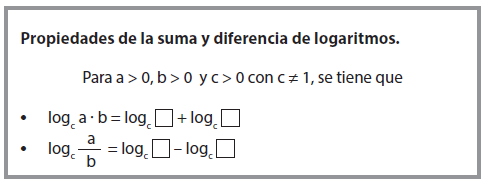 Propiedades de la suma y diferencia de logaritmos.
Para a > 0, b > 0 y c > 0 con c ≠ 1, se tiene que
• log_c a · b = log_c □ + log_c □
• log_c a/b = log_c □ – log_c □